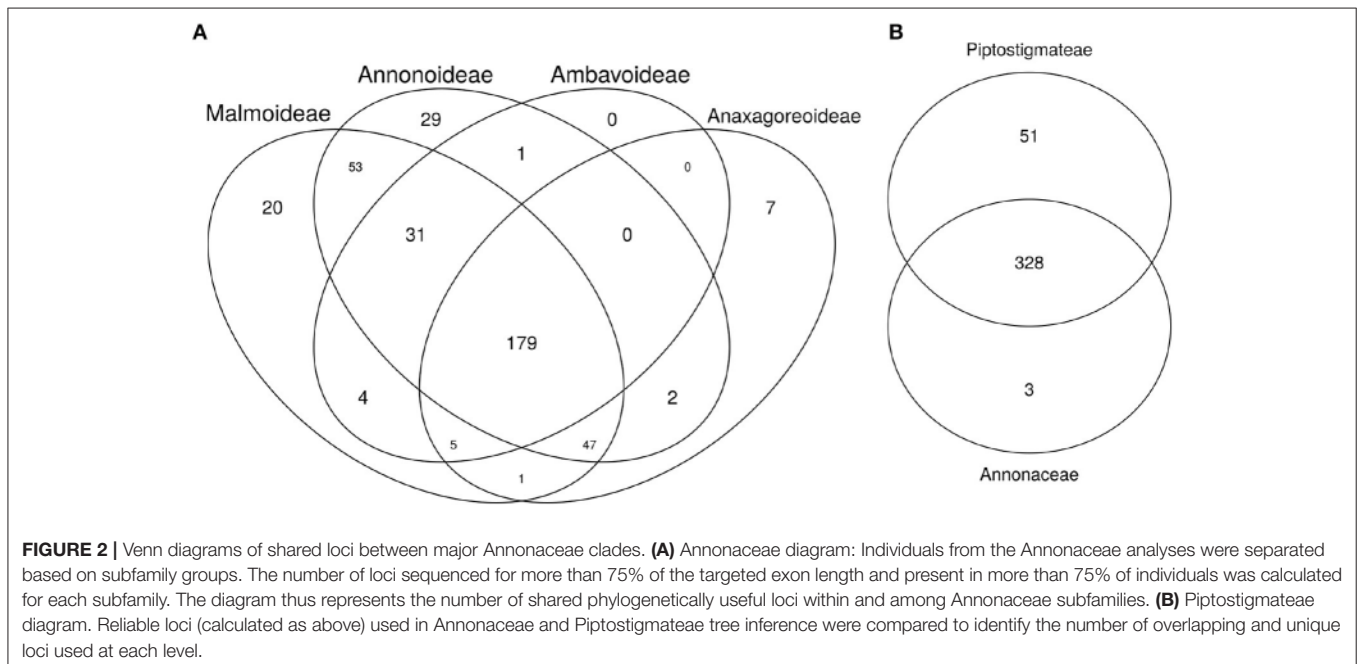 A
B
Piptostigmateae
Annonoideae
Ambavoideae
Malmoideae
Anaxagoreoideae
29
0
1
53
0
51
20
7
31
0
328
179
4
2
3
5
47
1
Annonaceae
FIGURE 2 | Venn diagrams of shared loci between major Annonaceae clades. (A) Annonaceae diagram: Individuals from the Annonaceae analyses were separated
based on subfamily groups. The number of loci sequenced for more than 75% of the targeted exon length and present in more than 75% of individuals was calculated
for each subfamily. The diagram thus represents the number of shared phylogenetically useful loci within and among Annonaceae subfamilies. (B) Piptostigmateae
diagram. Reliable loci (calculated as above) used in Annonaceae and Piptostigmateae tree inference were compared to identify the number of overlapping and unique
loci used at each level.